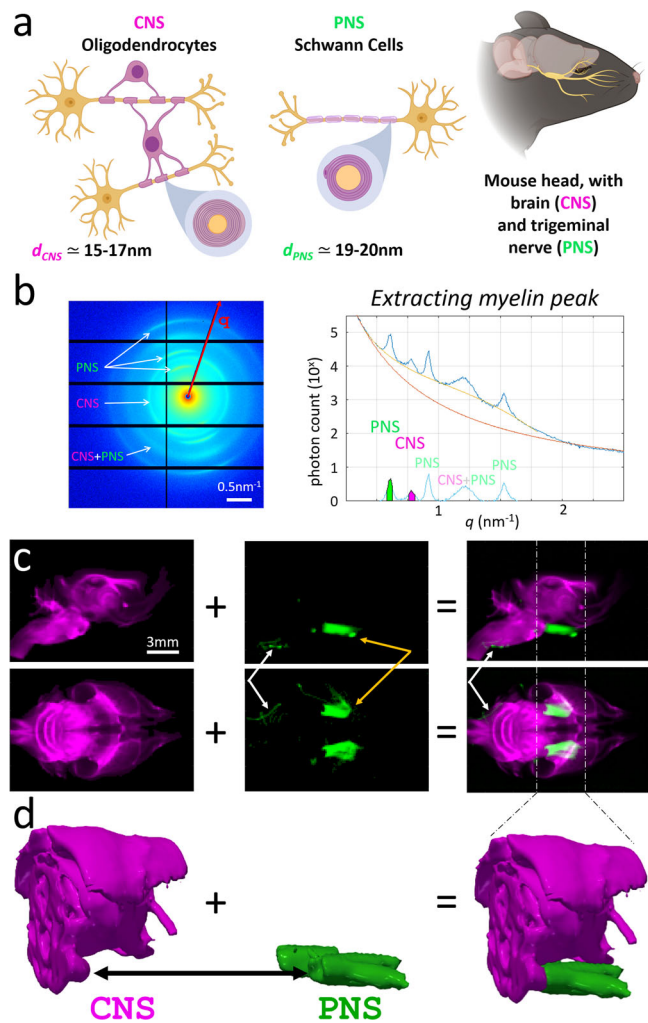 a
CNS
Oligodendrocytes
PNS
Schwann Cells
d_CNS ≃ 15-17nm
d_PNS ≃ 19-20nm
Mouse head, with
brain (CNS)
and trigeminal
nerve (PNS)
b
q
PNS
CNS
CNS+PNS
0.5nm⁻¹
Extracting myelin peak
photon count (10ˣ)
5
4
3
2
1
0
PNS
CNS
PNS
CNS+PNS
PNS
1
2
q (nm⁻¹)
c
3mm
+
=
+
=
d
+
=
CNS
PNS